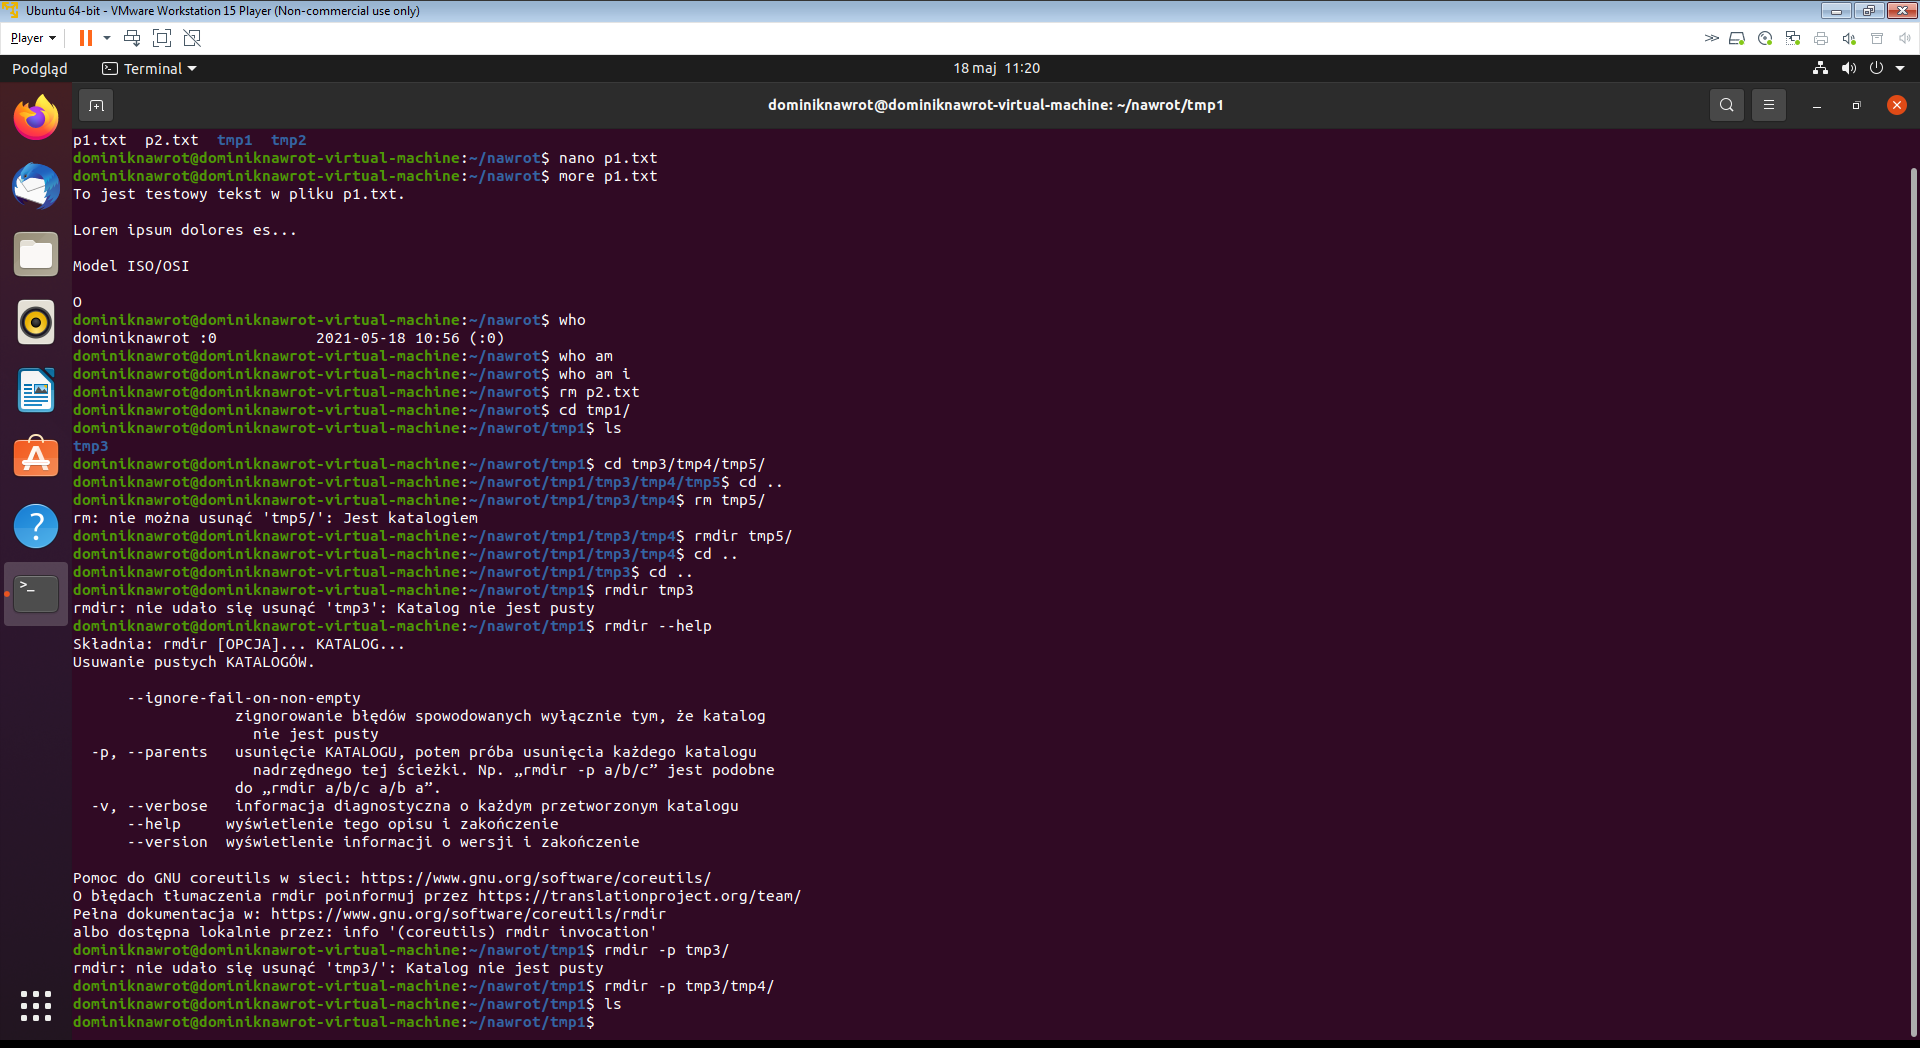 Ubuntu 64-bit - VMware Workstation 15 Player (Non-commercial use only)
Player
Podgląd Terminal 18 maj 11:20
dominiknawrot@dominiknawrot-virtual-machine: ~/nawrot/tmp1
p1.txt  p2.txt  tmp1  tmp2
dominiknawrot@dominiknawrot-virtual-machine:~/nawrot$ nano p1.txt
dominiknawrot@dominiknawrot-virtual-machine:~/nawrot$ more p1.txt
To jest testowy tekst w pliku p1.txt.
Lorem ipsum dolores es...
Model ISO/OSI
O
dominiknawrot@dominiknawrot-virtual-machine:~/nawrot$ who
dominiknawrot :0           2021-05-18 10:56 (:0)
dominiknawrot@dominiknawrot-virtual-machine:~/nawrot$ who am
dominiknawrot@dominiknawrot-virtual-machine:~/nawrot$ who am i
dominiknawrot@dominiknawrot-virtual-machine:~/nawrot$ rm p2.txt
dominiknawrot@dominiknawrot-virtual-machine:~/nawrot$ cd tmp1/
dominiknawrot@dominiknawrot-virtual-machine:~/nawrot/tmp1$ ls
tmp3
dominiknawrot@dominiknawrot-virtual-machine:~/nawrot/tmp1$ cd tmp3/tmp4/tmp5/
dominiknawrot@dominiknawrot-virtual-machine:~/nawrot/tmp1/tmp3/tmp4/tmp5$ cd ..
dominiknawrot@dominiknawrot-virtual-machine:~/nawrot/tmp1/tmp3/tmp4$ rm tmp5/
rm: nie można usunąć 'tmp5/': Jest katalogiem
dominiknawrot@dominiknawrot-virtual-machine:~/nawrot/tmp1/tmp3/tmp4$ rmdir tmp5/
dominiknawrot@dominiknawrot-virtual-machine:~/nawrot/tmp1/tmp3/tmp4$ cd ..
dominiknawrot@dominiknawrot-virtual-machine:~/nawrot/tmp1/tmp3$ cd ..
dominiknawrot@dominiknawrot-virtual-machine:~/nawrot/tmp1$ rmdir tmp3
rmdir: nie udało się usunąć 'tmp3': Katalog nie jest pusty
dominiknawrot@dominiknawrot-virtual-machine:~/nawrot/tmp1$ rmdir --help
Składnia: rmdir [OPCJA]... KATALOG...
Usuwanie pustych KATALOGÓW.
--ignore-fail-on-non-empty
zignorowanie błędów spowodowanych wyłącznie tym, że katalog
nie jest pusty
-p, --parents   usunięcie KATALOGU, potem próba usunięcia każdego katalogu
nadrzędnego tej ścieżki. Np. „rmdir -p a/b/c” jest podobne
do „rmdir a/b/c a/b a”.
-v, --verbose   informacja diagnostyczna o każdym przetworzonym katalogu
--help     wyświetlenie tego opisu i zakończenie
--version  wyświetlenie informacji o wersji i zakończenie
Pomoc do GNU coreutils w sieci: https://www.gnu.org/software/coreutils/
O błędach tłumaczenia rmdir poinformuj przez https://translationproject.org/team/
Pełna dokumentacja w: https://www.gnu.org/software/coreutils/rmdir
albo dostępna lokalnie przez: info '(coreutils) rmdir invocation'
dominiknawrot@dominiknawrot-virtual-machine:~/nawrot/tmp1$ rmdir -p tmp3/
rmdir: nie udało się usunąć 'tmp3/': Katalog nie jest pusty
dominiknawrot@dominiknawrot-virtual-machine:~/nawrot/tmp1$ rmdir -p tmp3/tmp4/
dominiknawrot@dominiknawrot-virtual-machine:~/nawrot/tmp1$ ls
dominiknawrot@dominiknawrot-virtual-machine:~/nawrot/tmp1$